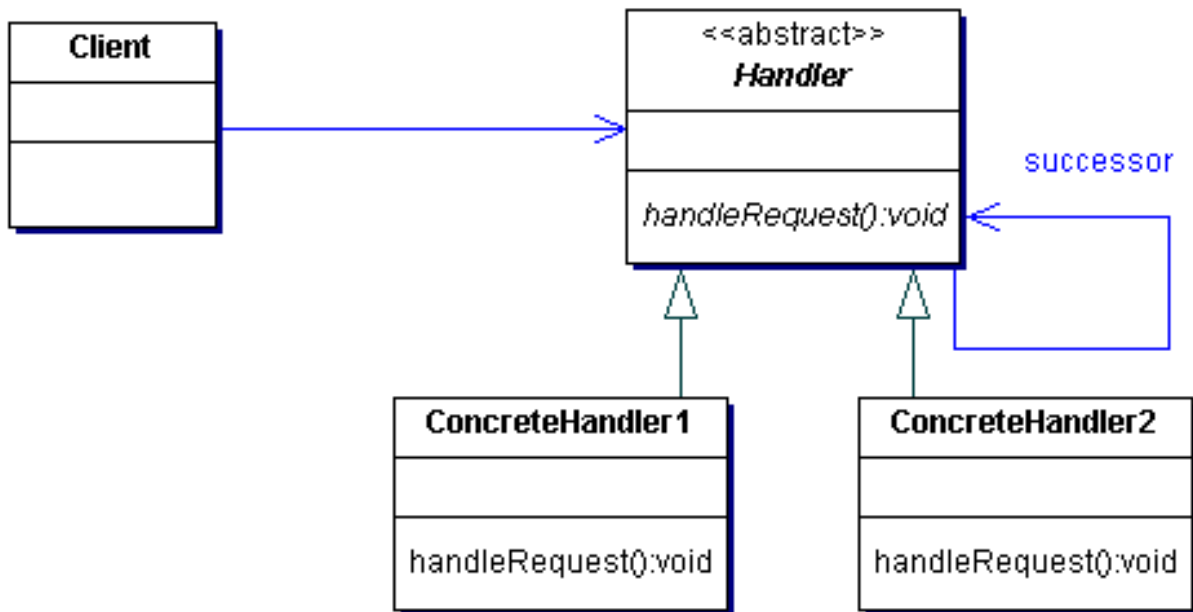 Client
<<abstract>>
Handler
handleRequest():void
successor
ConcreteHandler1
handleRequest():void
ConcreteHandler2
handleRequest():void